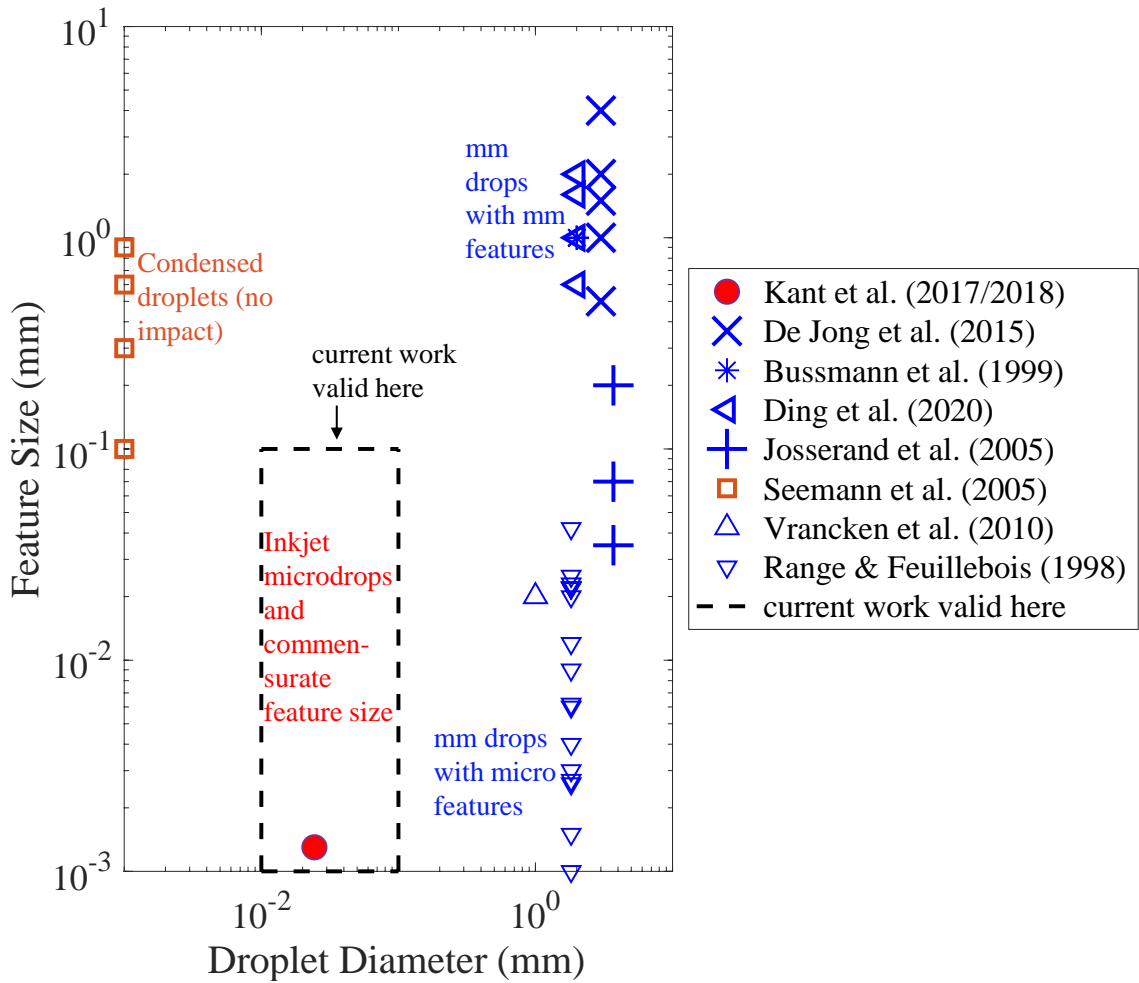 10^1
10^0
10^-1
10^-2
10^-3
Feature Size (mm)
mm
drops
with mm
features
Condensed
droplets (no
impact)
current work
valid here
Inkjet
microdrops
and
commen-
surate
feature size
mm drops
with micro
features
10^-2
10^0
Droplet Diameter (mm)
Kant et al. (2017/2018)
De Jong et al. (2015)
Bussmann et al. (1999)
Ding et al. (2020)
Josserand et al. (2005)
Seemann et al. (2005)
Vrancken et al. (2010)
Range & Feuillebois (1998)
current work valid here